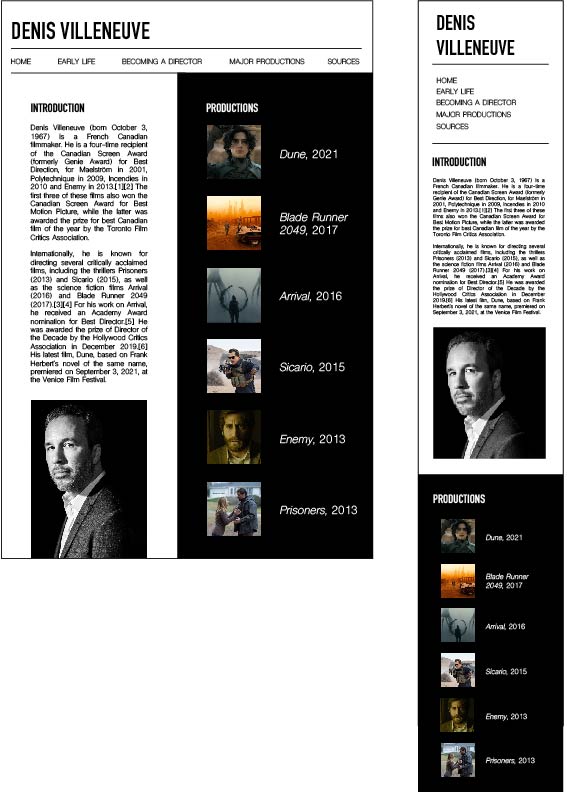 DENIS VILLENEUVE
HOME EARLY LIFE BECOMING A DIRECTOR MAJOR PRODUCTIONS SOURCES
INTRODUCTION
Denis Villeneuve (born October 3,
1967) is a French Canadian
filmmaker. He is a four-time recipient
of the Canadian Screen Award
(formerly Genie Award) for Best
Direction, for Maelström in 2001,
Polytechnique in 2009, Incendies in
2010 and Enemy in 2013.[1][2] The
first three of these films also won the
Canadian Screen Award for Best
Motion Picture, while the latter was
awarded the prize for best Canadian
film of the year by the Toronto Film
Critics Association.
Internationally, he is known for
directing several critically acclaimed
films, including the thrillers Prisoners
(2013) and Sicario (2015), as well
as the science fiction films Arrival
(2016) and Blade Runner 2049
(2017).[3][4] For his work on Arrival,
he received an Academy Award
nomination for Best Director.[5] He
was awarded the prize of Director of
the Decade by the Hollywood Critics
Association in December 2019.[6]
His latest film, Dune, based on Frank
Herbert's novel of the same name,
premiered on September 3, 2021, at
the Venice Film Festival.
PRODUCTIONS
Dune, 2021
Blade Runner
2049, 2017
Arrival, 2016
Sicario, 2015
Enemy, 2013
Prisoners, 2013
DENIS
VILLENEUVE
HOME
EARLY LIFE
BECOMING A DIRECTOR
MAJOR PRODUCTIONS
SOURCES
INTRODUCTION
Denis Villeneuve (born October 3, 1967) is a
French Canadian filmmaker. He is a four-time
recipient of the Canadian Screen Award (formerly
Genie Award) for Best Direction, for Maelström in
2001, Polytechnique in 2009, Incendies in 2010
and Enemy in 2013.[1][2] The first three of these
films also won the Canadian Screen Award for Best
Motion Picture, while the latter was awarded the
prize for best Canadian film of the year by the
Toronto Film Critics Association.
Internationally, he is known for directing several
critically acclaimed films, including the thrillers
Prisoners (2013) and Sicario (2015), as well as
the science fiction films Arrival (2016) and Blade
Runner 2049 (2017).[3][4] For his work on
Arrival, he received an Academy Award
nomination for Best Director.[5] He was awarded
the prize of Director of the Decade by the
Hollywood Critics Association in December
2019.[6] His latest film, Dune, based on Frank
Herbert's novel of the same name, premiered on
September 3, 2021, at the Venice Film Festival.
PRODUCTIONS
Dune, 2021
Blade Runner
2049, 2017
Arrival, 2016
Sicario, 2015
Enemy, 2013
Prisoners, 2013